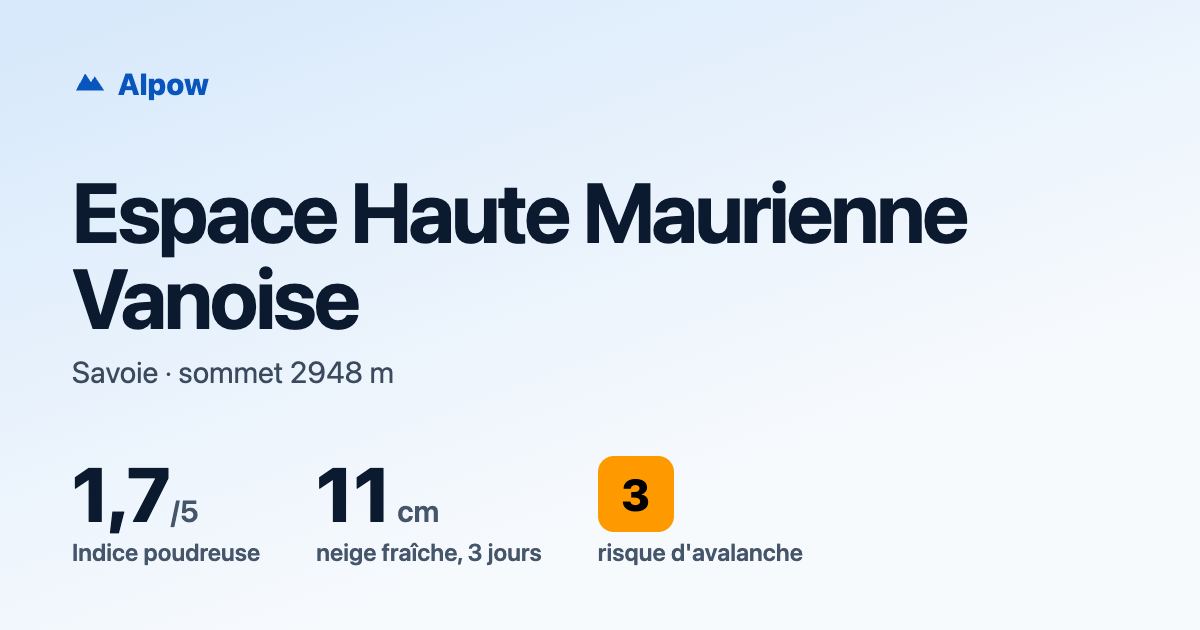 Alpow
Espace Haute Maurienne
Vanoise
Savoie · sommet 2948 m
1,7/5
Indice poudreuse
11 cm
neige fraîche, 3 jours
3
risque d'avalanche